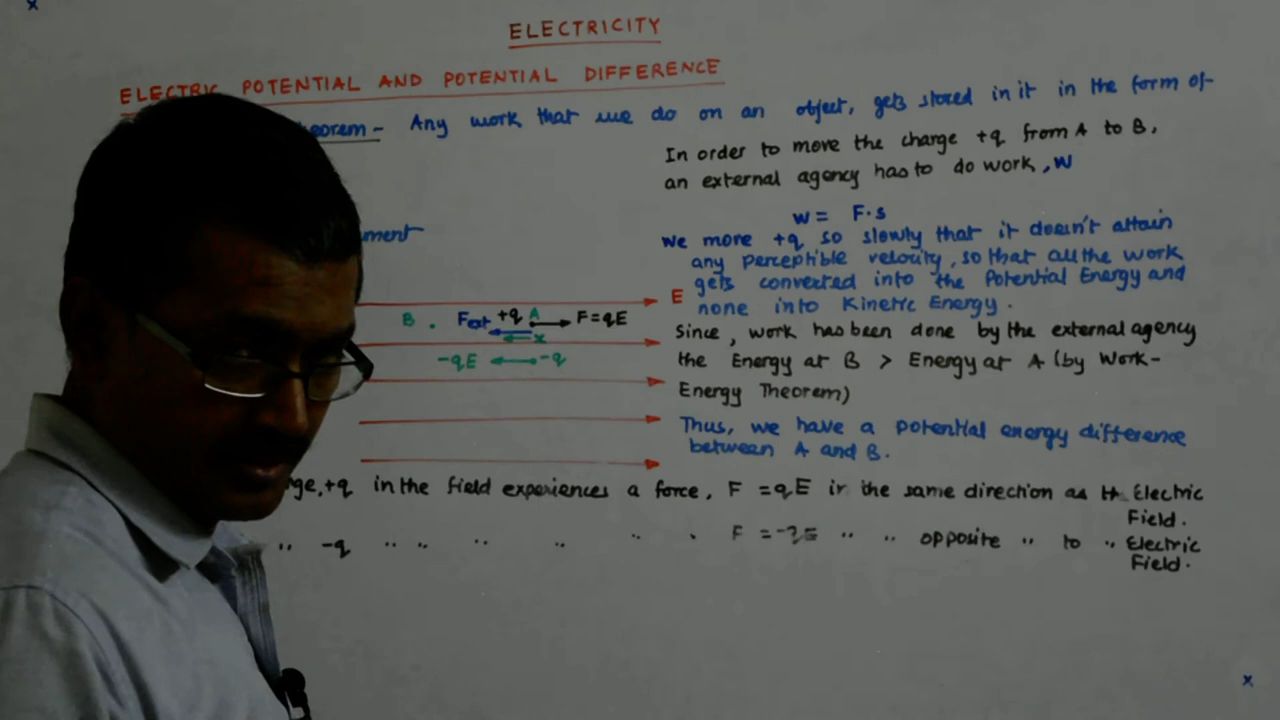 x
ELECTRICITY
ELECTRIC POTENTIAL AND POTENTIAL DIFFERENCE
eorem - Any work that we do on an object, gets stored in it in the form of
In order to move the charge +q from A to B,
an external agency has to do work, W
W = F.s
ment
We move +q so slowly that it doesn't attain
any perceptible velocity, so that all the work
gets converted into the Potential Energy and
none into Kinetic Energy.
E
B . Fext +q A F=qE
x
-qE -q
Since, work has been done by the external agency
the Energy at B > Energy at A (by Work-
Energy Theorem)
Thus, we have a potential energy difference
between A and B.
ge, +q in the field experiences a force, F = qE in the same direction as Electric
Field.
" -q " " " " " " F = -qE " " opposite " to " Electric
Field.
x